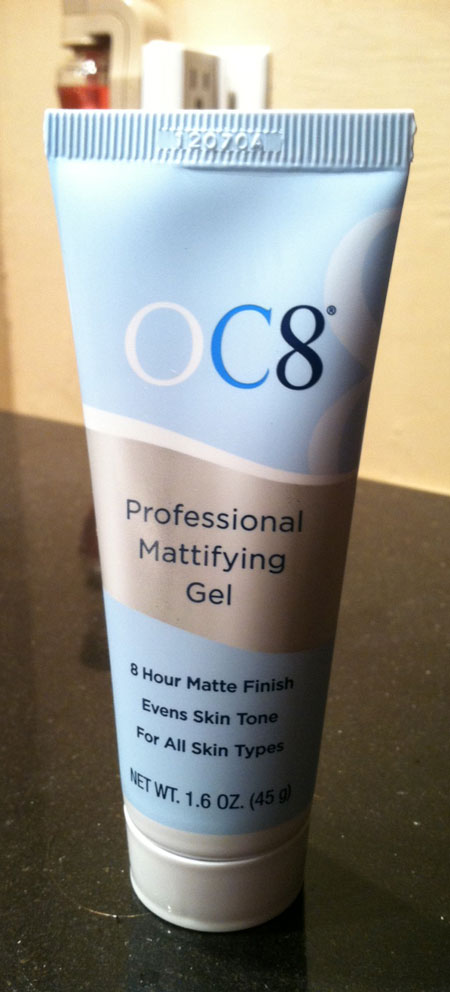 12070A
OC8®
Professional
Mattifying
Gel
8 Hour Matte Finish
Evens Skin Tone
For All Skin Types
NET WT. 1.6 OZ. (45 g)